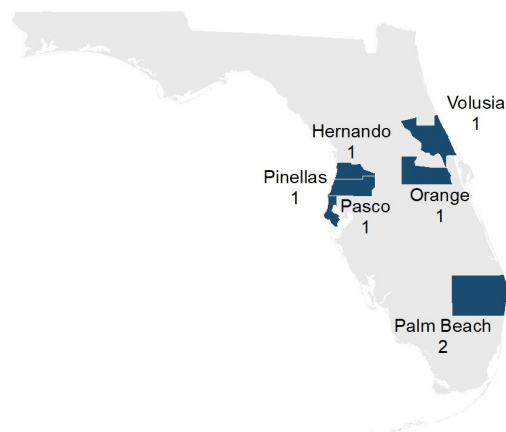 Volusia
1
Hernando
1
Pinellas
1
Pasco
1
Orange
1
Palm Beach
2